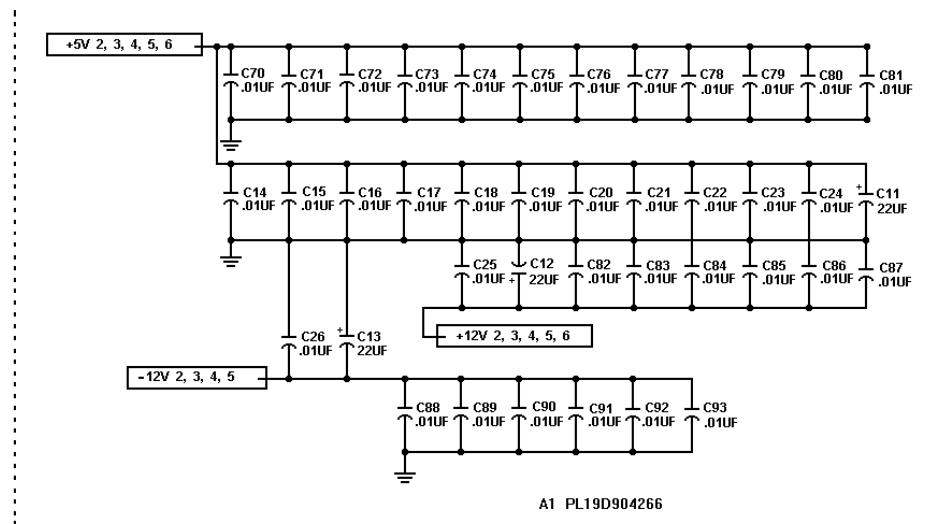 +5V 2, 3, 4, 5, 6
C70 C71 C72 C73 C74 C75 C76 C77 C78 C79 C80 C81
.01UF .01UF .01UF .01UF .01UF .01UF .01UF .01UF .01UF .01UF .01UF .01UF
C14 C15 C16 C17 C18 C19 C20 C21 C22 C23 C24 + C11
.01UF .01UF .01UF .01UF .01UF .01UF .01UF .01UF .01UF .01UF .01UF 22UF
C25 C12 C82 C83 C84 C85 C86 C87
.01UF + 22UF .01UF .01UF .01UF .01UF .01UF .01UF
+12V 2, 3, 4, 5, 6
C26 + C13
.01UF 22UF
-12V 2, 3, 4, 5
C88 C89 C90 C91 C92 C93
.01UF .01UF .01UF .01UF .01UF .01UF
A1 PL19D904266